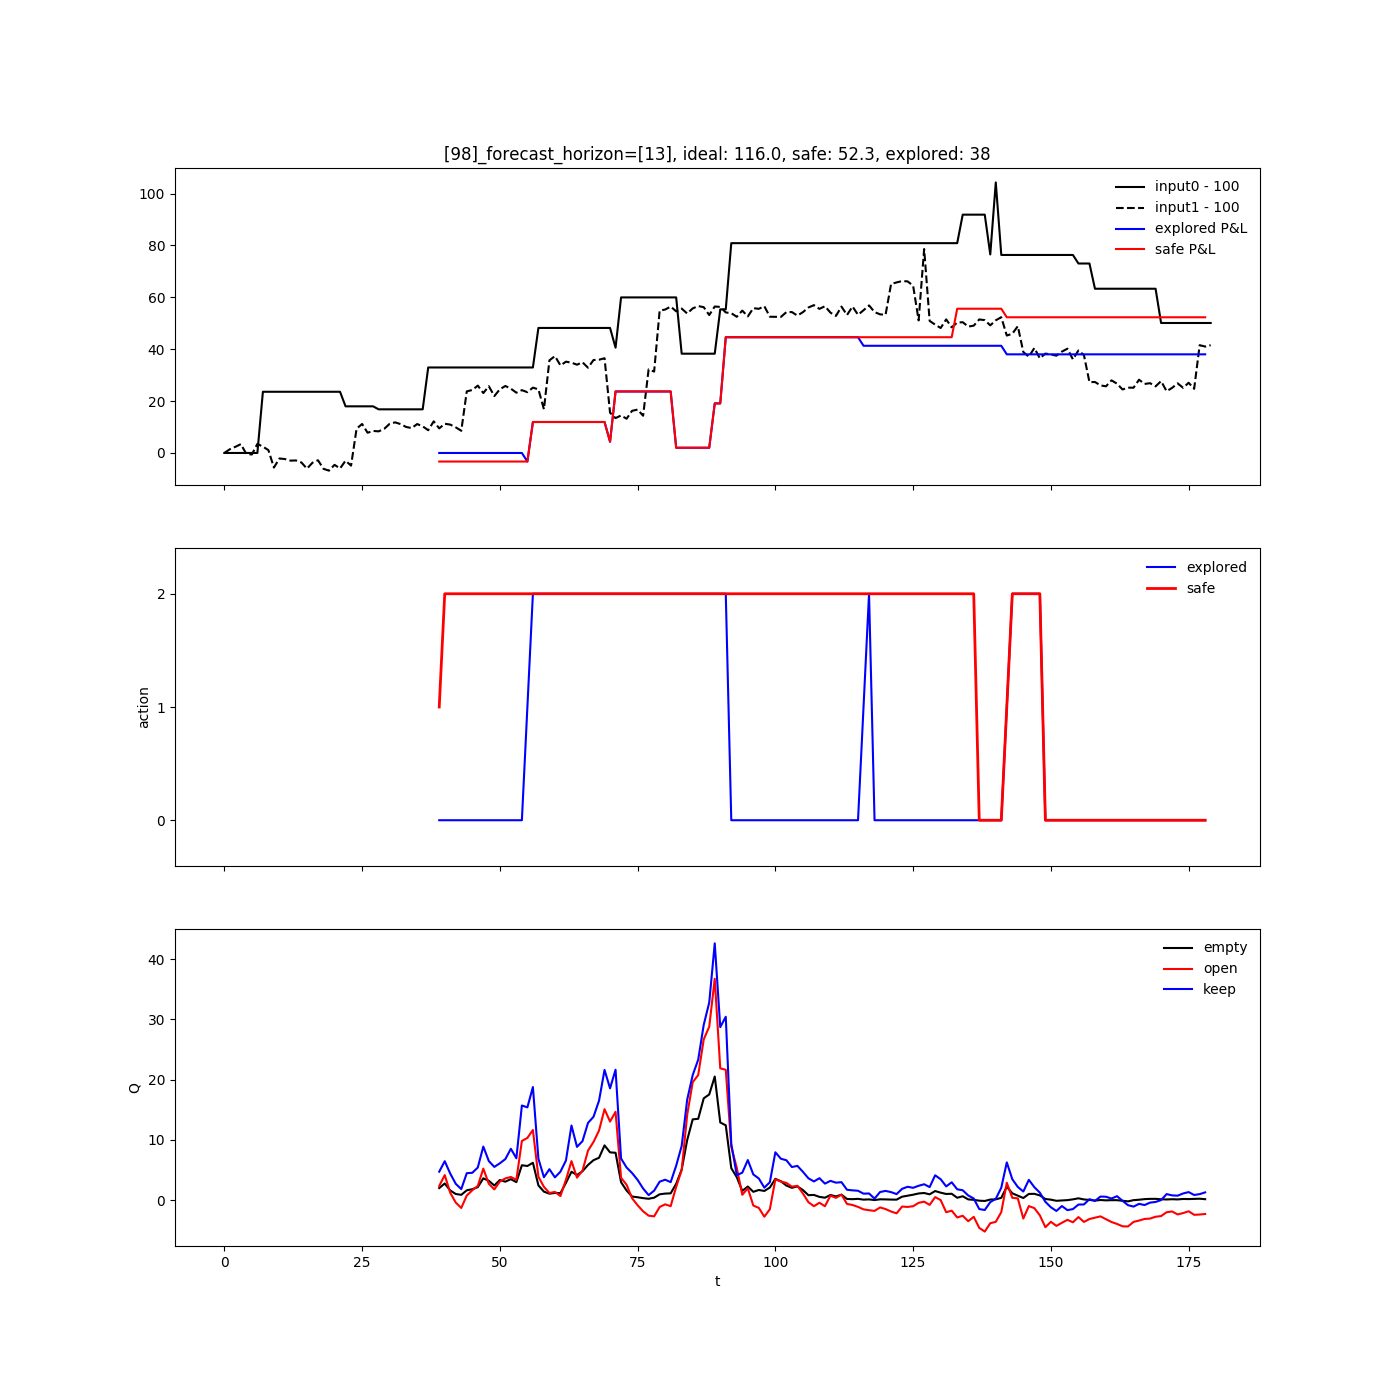 [98]_forecast_horizon=[13], ideal: 116.0, safe: 52.3, explored: 38
100
80
60
40
20
0
input0 - 100
input1 - 100
explored P&L
safe P&L
2
1
0
action
explored
safe
40
30
20
10
0
Q
empty
open
keep
0 25 50 75 100 125 150 175
t